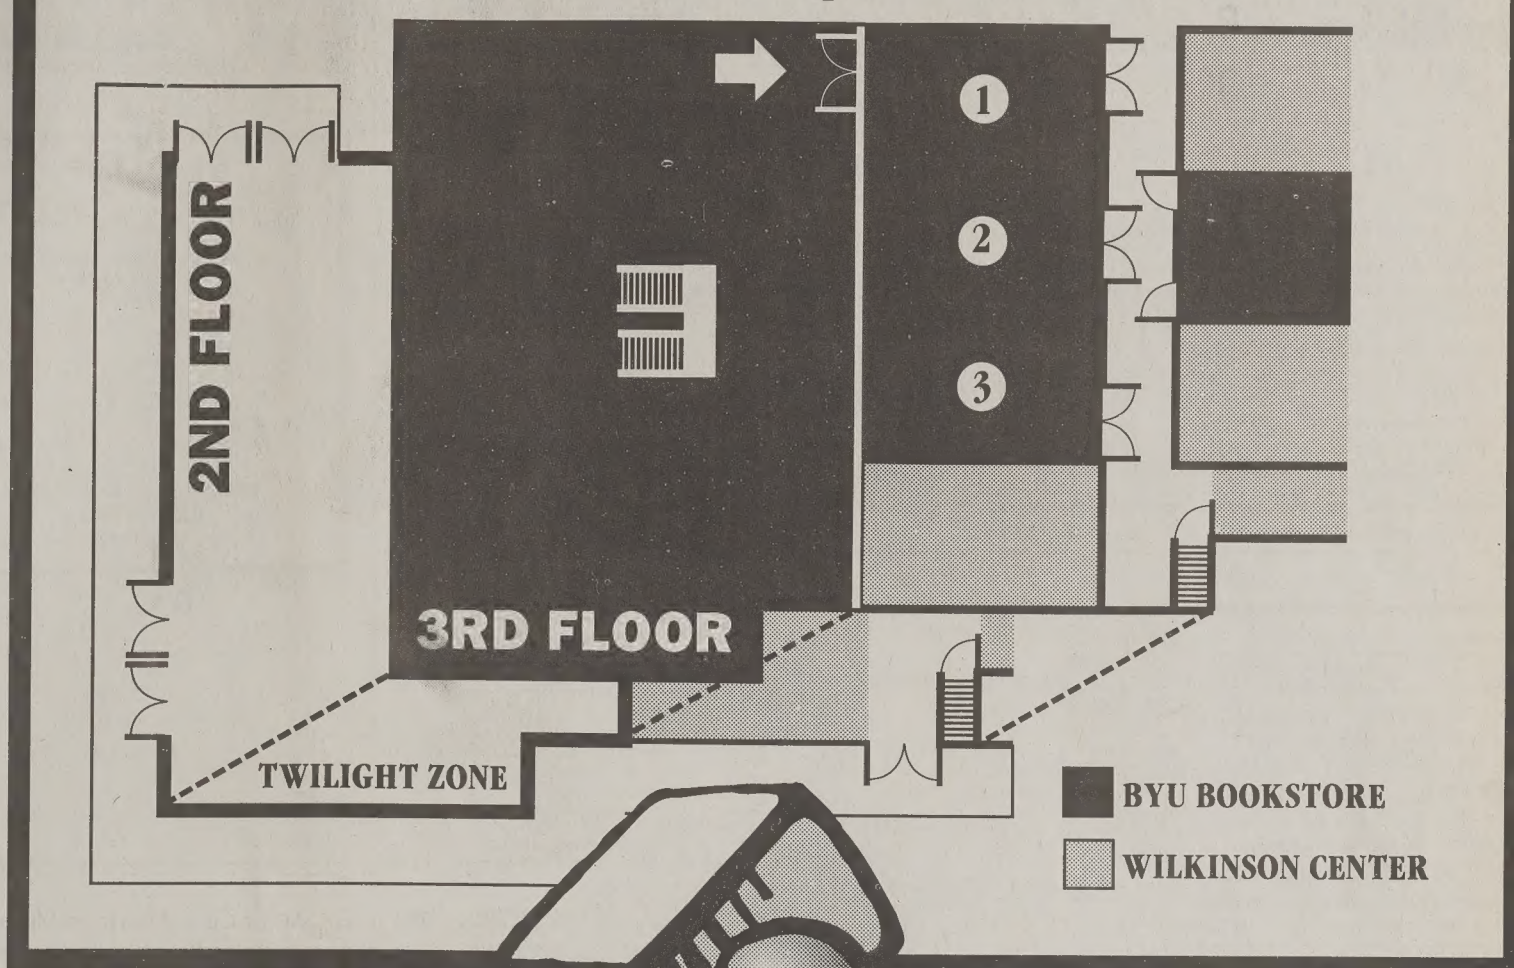 1
2
3
2ND FLOOR
3RD FLOOR
TWILIGHT ZONE
BYU BOOKSTORE
WILKINSON CENTER